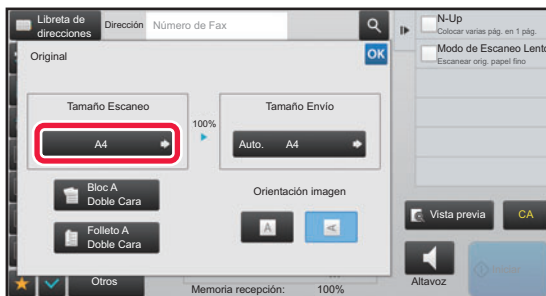 Libreta de
direcciones
Dirección
Número de Fax
N-Up
Colocar varias pág. en 1 pág.
Modo de Escaneo Lento
Escanear orig. papel fino
Original
OK
Tamaño Escaneo
100%
Tamaño Envío
A4
Auto. A4
Bloc A
Doble Cara
Orientación imagen
Folleto A
Doble Cara
A
A
Vista previa
CA
Otros
Memoria recepción: 100%
Altavoz